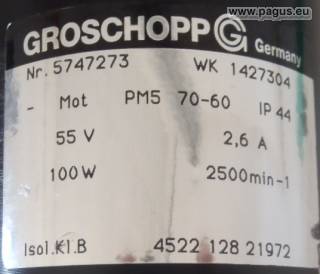 www.pagus.eu
GROSCHOPP G Germany
Nr. 5747273 WK 1427304
- Mot PM5 70-60 IP 44
55 V 2,6 A
100W 2500min-1
Isol.Kl.B 4522 128 21972